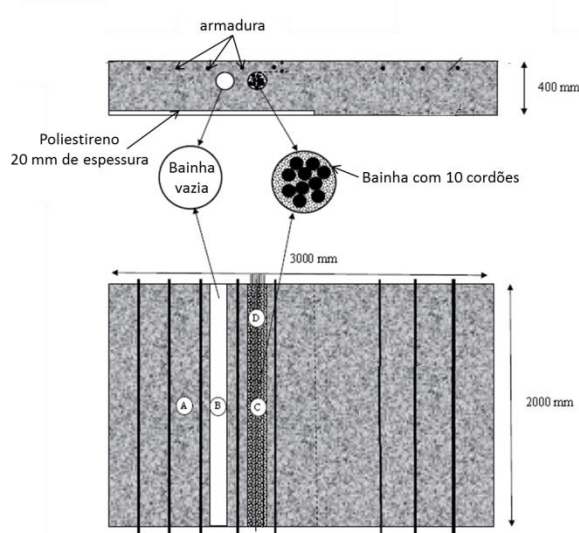 armadura
400 mm
Poliestireno
20 mm de espessura
Bainha
vazia
Bainha com 10 cordões
3000 mm
D
A
B
C
2000 mm